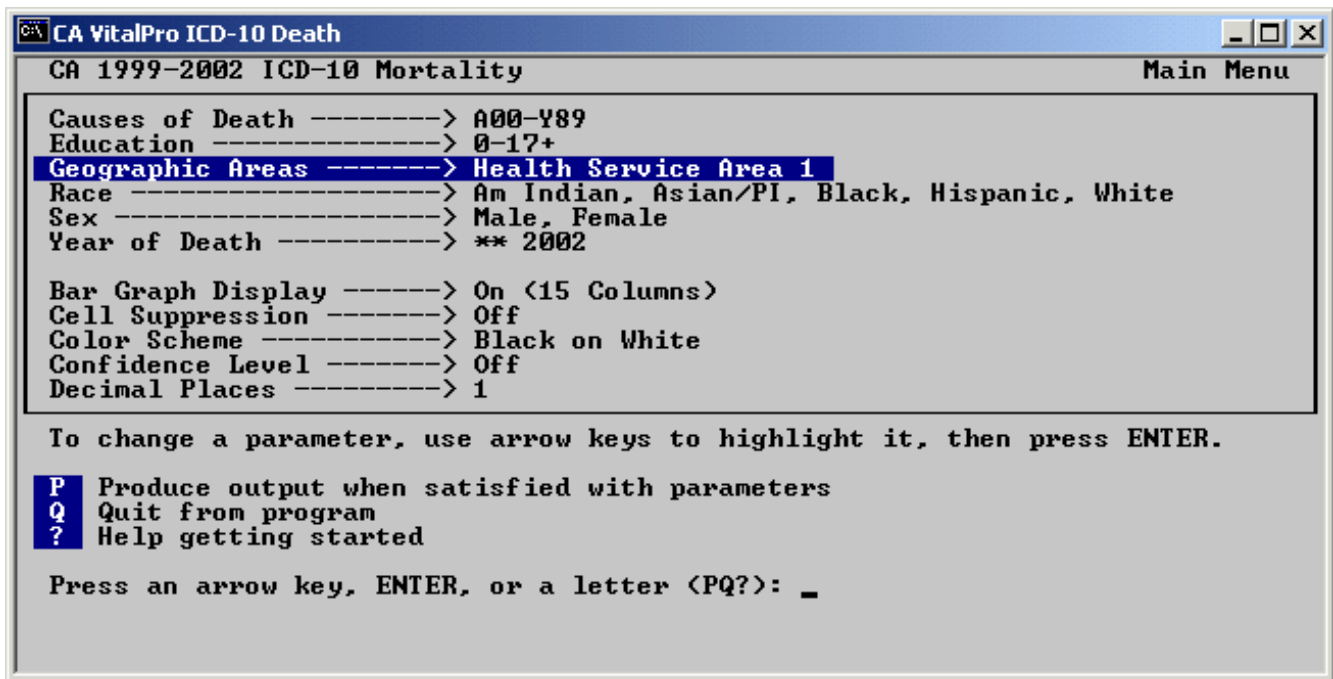 CA VitalPro ICD-10 Death
CA 1999-2002 ICD-10 Mortality Main Menu
Causes of Death --------> A00-Y89
Education --------------> 0-17+
Geographic Areas -------> Health Service Area 1
Race -------------------> Am Indian, Asian/PI, Black, Hispanic, White
Sex --------------------> Male, Female
Year of Death ----------> ** 2002
Bar Graph Display ------> On (15 Columns)
Cell Suppression -------> Off
Color Scheme -----------> Black on White
Confidence Level -------> Off
Decimal Places ---------> 1
To change a parameter, use arrow keys to highlight it, then press ENTER.
P Produce output when satisfied with parameters
Q Quit from program
? Help getting started
Press an arrow key, ENTER, or a letter (PQ?): _